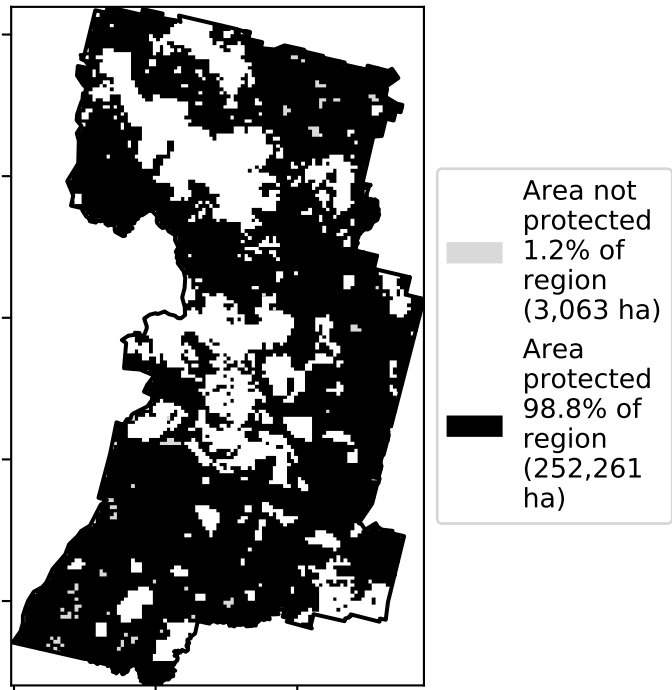 Area not
protected
1.2% of
region
(3,063 ha)
Area
protected
98.8% of
region
(252,261
ha)